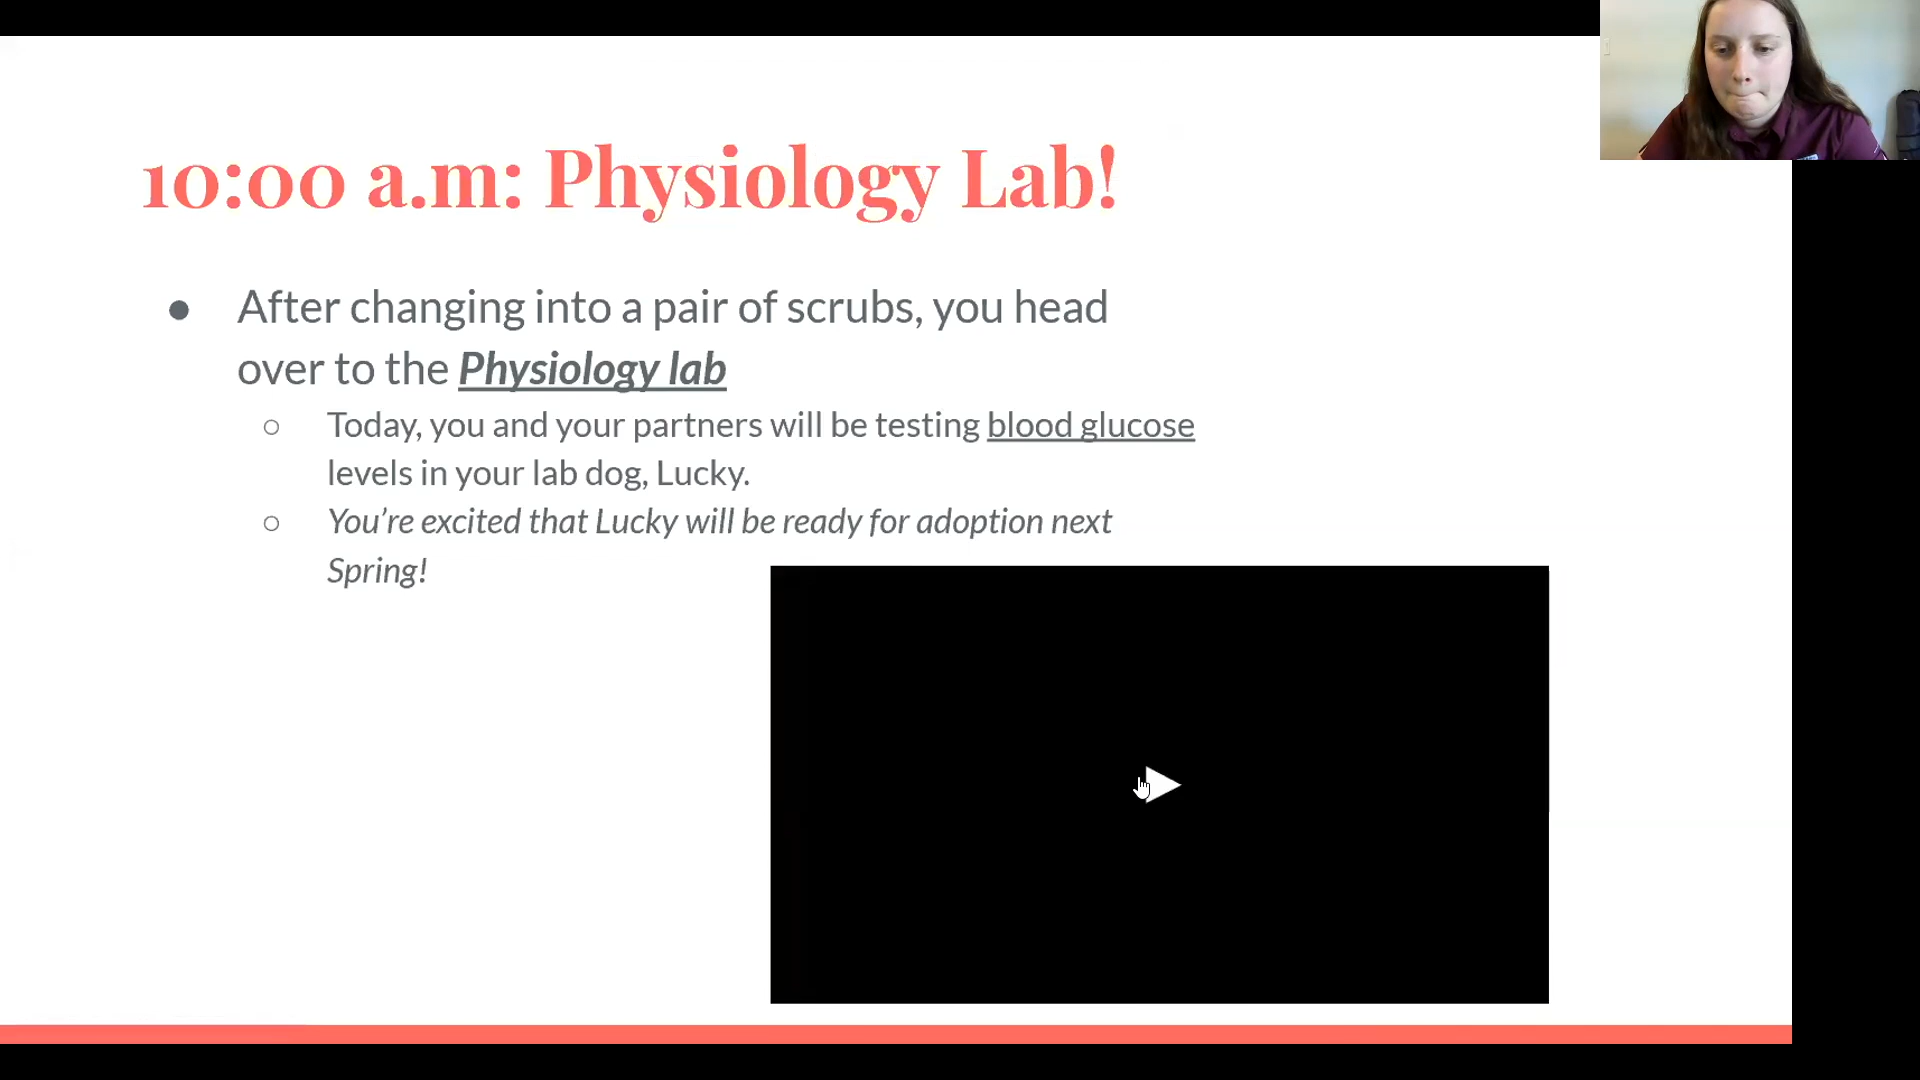 10:00 a.m: Physiology Lab!
● After changing into a pair of scrubs, you head
over to the Physiology lab
○ Today, you and your partners will be testing blood glucose
levels in your lab dog, Lucky.
○ You’re excited that Lucky will be ready for adoption next
Spring!